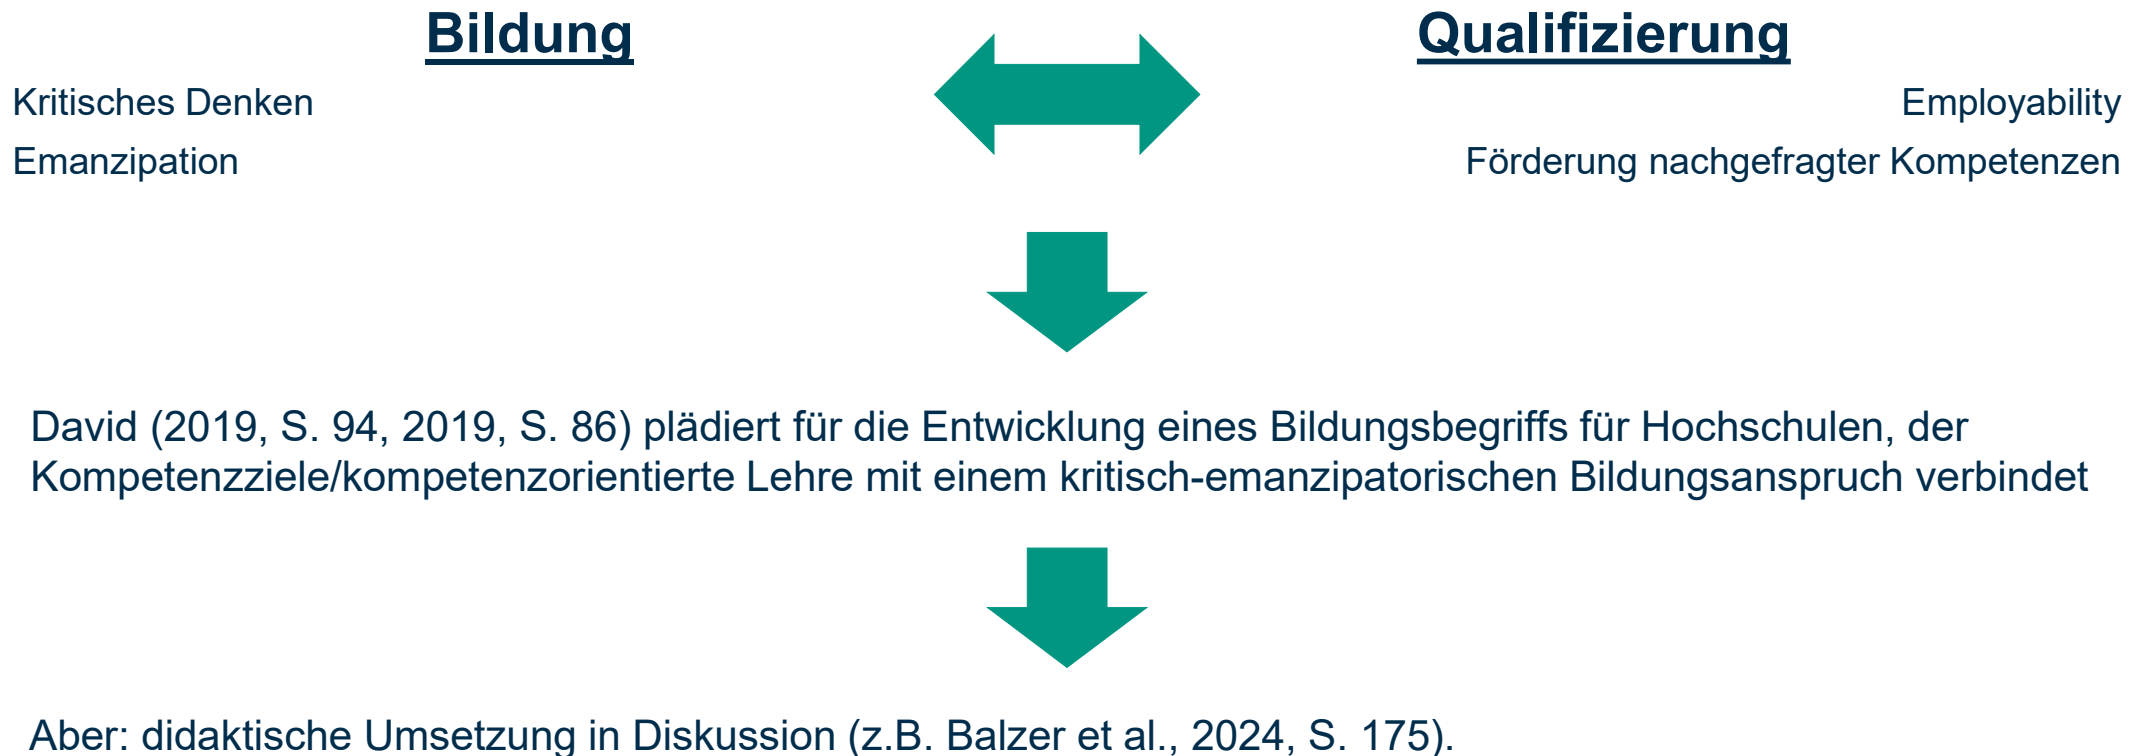 Bildung
Qualifizierung
Kritisches Denken
Employability
Emanzipation
Förderung nachgefragter Kompetenzen
David (2019, S. 94, 2019, S. 86) plädiert für die Entwicklung eines Bildungsbegriffs für Hochschulen, der
Kompetenzziele/kompetenzorientierte Lehre mit einem kritisch-emanzipatorischen Bildungsanspruch verbindet
Aber: didaktische Umsetzung in Diskussion (z.B. Balzer et al., 2024, S. 175).